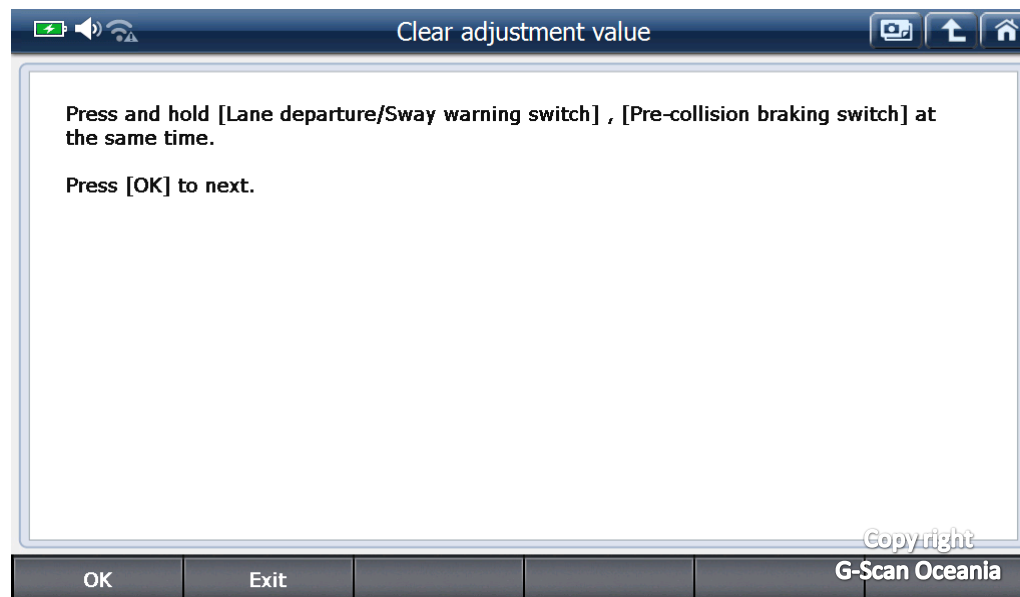 Clear adjustment value
Press and hold [Lane departure/Sway warning switch] , [Pre-collision braking switch] at
the same time.
Press [OK] to next.
Copy right
OK Exit G-Scan Oceania